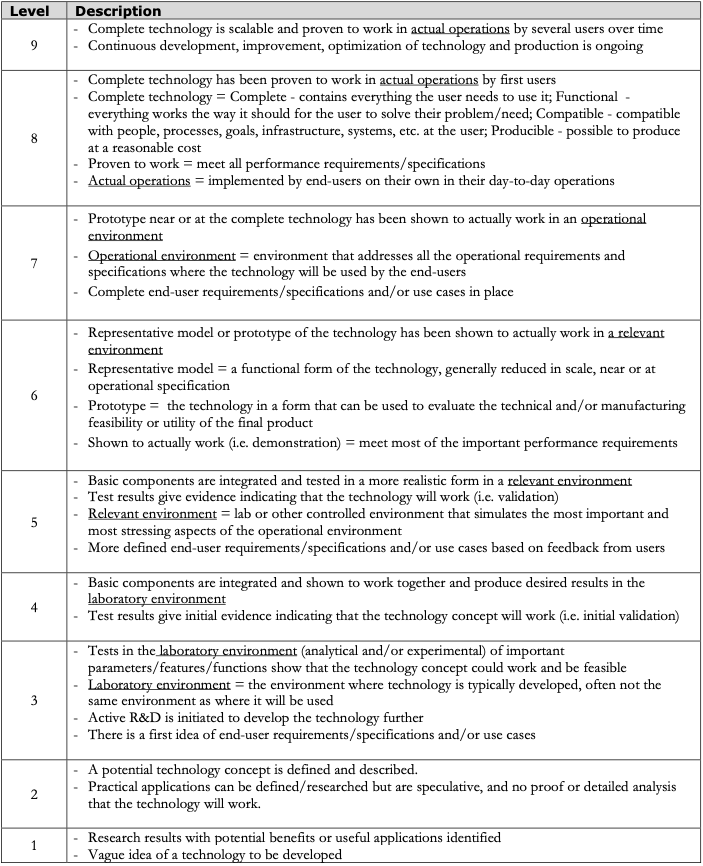 Level Description
9
- Complete technology is scalable and proven to work in actual operations by several users over time
- Continuous development, improvement, optimization of technology and production is ongoing
8
- Complete technology has been proven to work in actual operations by first users
- Complete technology = Complete - contains everything the user needs to use it; Functional -
everything works the way it should for the user to solve their problem/need; Compatible - compatible
with people, processes, goals, infrastructure, systems, etc. at the user; Producible - possible to produce
at a reasonable cost
- Proven to work = meet all performance requirements/specifications
- Actual operations = implemented by end-users on their own in their day-to-day operations
7
- Prototype near or at the complete technology has been shown to actually work in an operational
environment
- Operational environment = environment that addresses all the operational requirements and
specifications where the technology will be used by the end-users
- Complete end-user requirements/specifications and/or use cases in place
6
- Representative model or prototype of the technology has been shown to actually work in a relevant
environment
- Representative model = a functional form of the technology, generally reduced in scale, near or at
operational specification
- Prototype = the technology in a form that can be used to evaluate the technical and/or manufacturing
feasibility or utility of the final product
- Shown to actually work (i.e. demonstration) = meet most of the important performance requirements
5
- Basic components are integrated and tested in a more realistic form in a relevant environment
- Test results give evidence indicating that the technology will work (i.e. validation)
- Relevant environment = lab or other controlled environment that simulates the most important and
most stressing aspects of the operational environment
- More defined end-user requirements/specifications and/or use cases based on feedback from users
4
- Basic components are integrated and shown to work together and produce desired results in the
laboratory environment
- Test results give initial evidence indicating that the technology concept will work (i.e. initial validation)
3
- Tests in the laboratory environment (analytical and/or experimental) of important
parameters/features/functions show that the technology concept could work and be feasible
- Laboratory environment = the environment where technology is typically developed, often not the
same environment as where it will be used
- Active R&D is initiated to develop the technology further
- There is a first idea of end-user requirements/specifications and/or use cases
2
- A potential technology concept is defined and described.
- Practical applications can be defined/researched but are speculative, and no proof or detailed analysis
that the technology will work.
1
- Research results with potential benefits or useful applications identified
- Vague idea of a technology to be developed